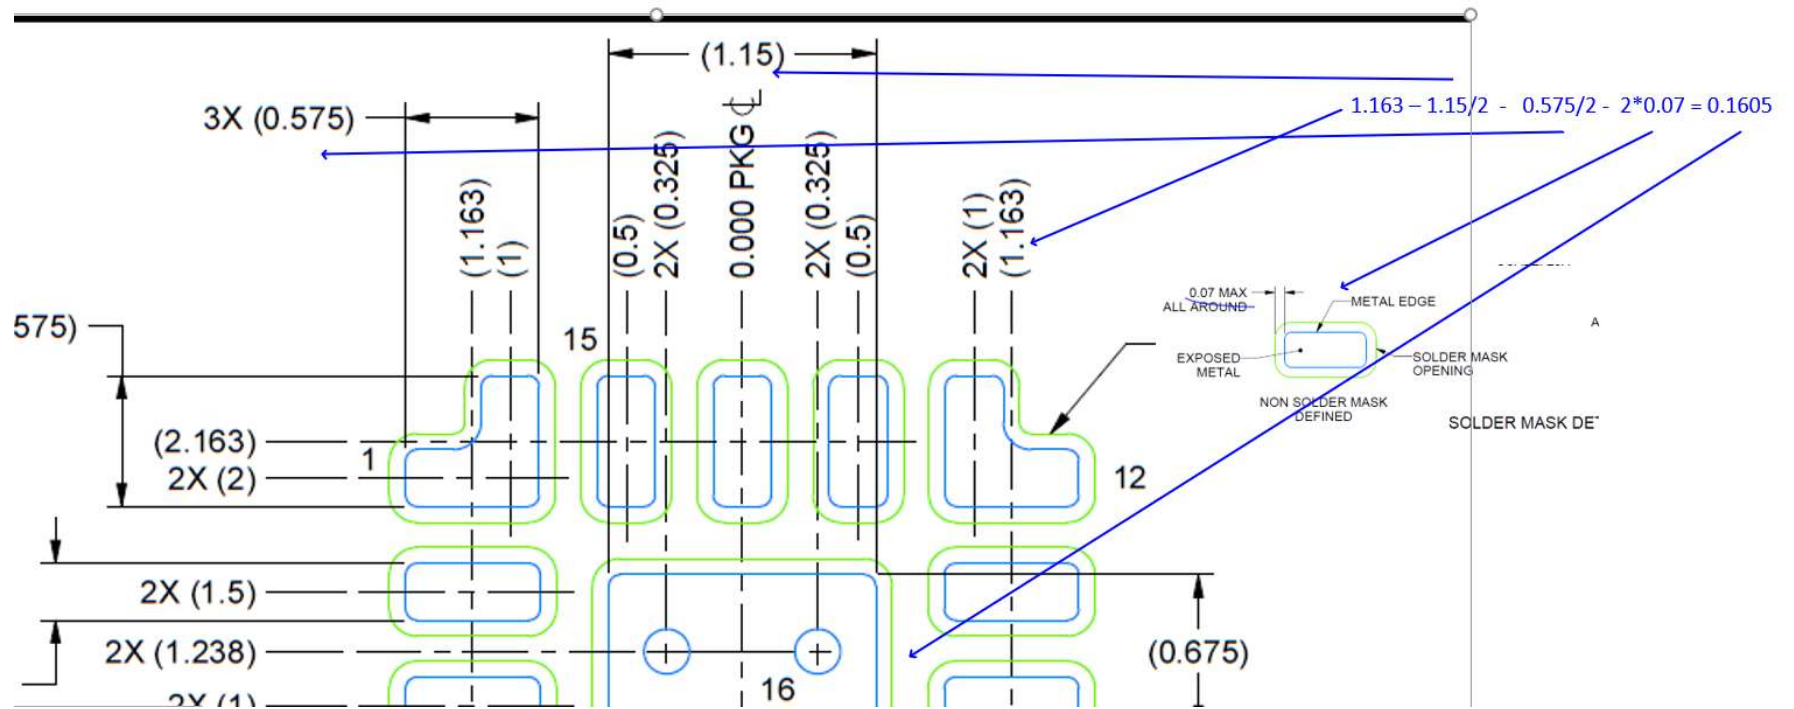 (1.15)
1.163 – 1.15/2 - 0.575/2 - 2*0.07 = 0.1605
3X (0.575)
(1.163)
(1)
(0.5)
2X (0.325)
0.000 PKG
2X (0.325)
(0.5)
2X (1)
(1.163)
0.07 MAX
ALL AROUND
METAL EDGE
575)
15
A
EXPOSED
METAL
SOLDER MASK
OPENING
NON SOLDER MASK
DEFINED
SOLDER MASK DE
(2.163)
1
2X (2)
12
2X (1.5)
2X (1.238)
(0.675)
16
2X (1)